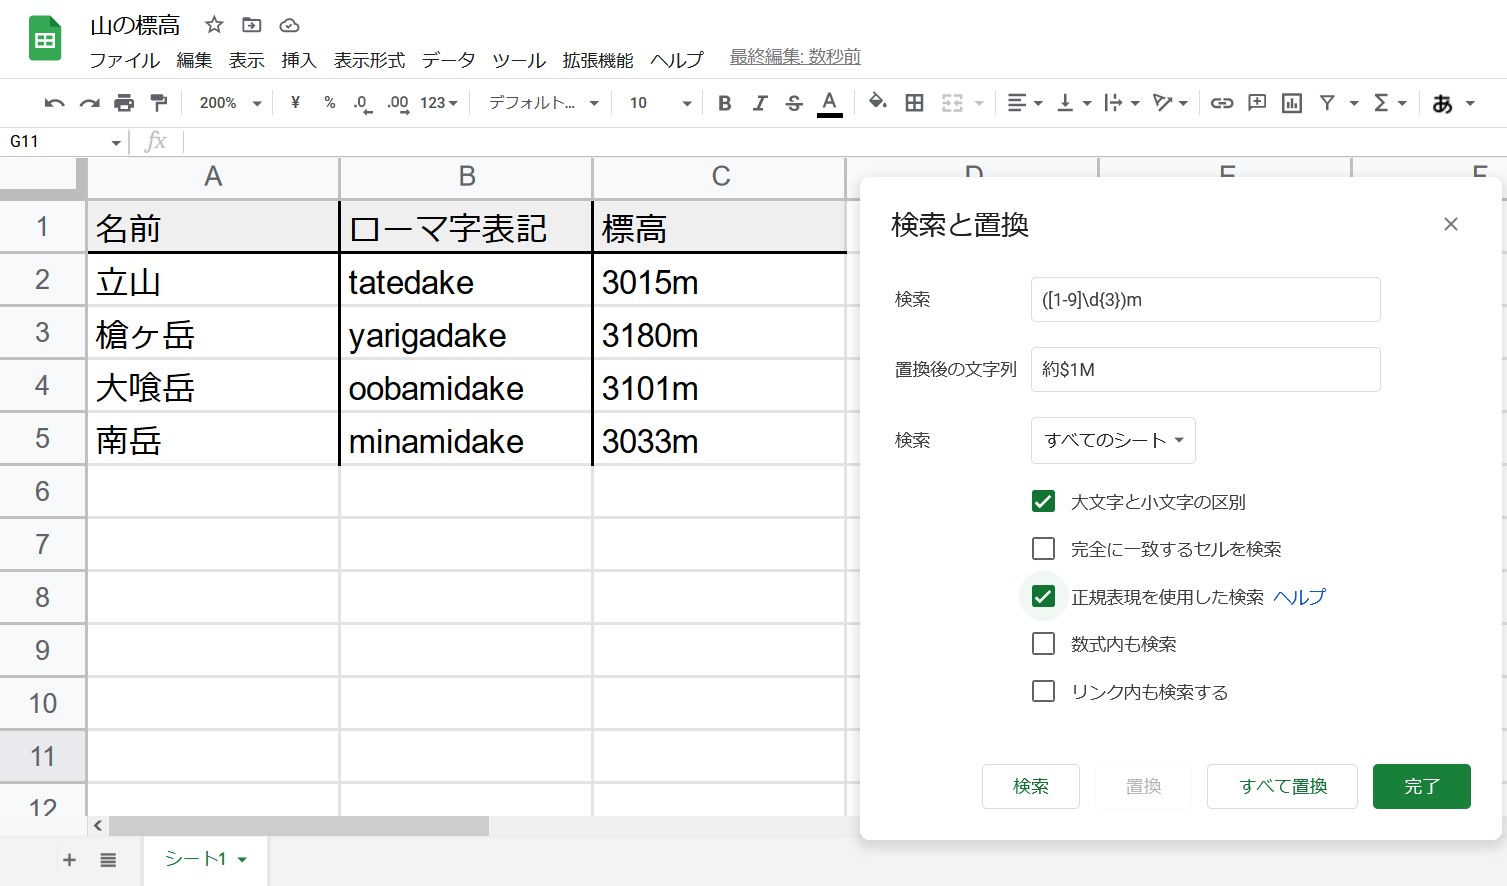 山の標高
ファイル 編集 表示 挿入 表示形式 データ ツール 拡張機能 ヘルプ 最終編集: 数秒前
200% ¥ % .0 .00 123 デフォルト... 10 B I S A あ
G11 fx
A B C D E F
1 名前 ローマ字表記 標高
2 立山 tatedake 3015m
3 槍ヶ岳 yarigadake 3180m
4 大喰岳 oobamidake 3101m
5 南岳 minamidake 3033m
6
7
8
9
10
11
12
検索と置換
検索 ([1-9]\d{3})m
置換後の文字列 約$1M
検索 すべてのシート
大文字と小文字の区別
完全に一致するセルを検索
正規表現を使用した検索 ヘルプ
数式内も検索
リンク内も検索する
検索 置換 すべて置換 完了
シート1